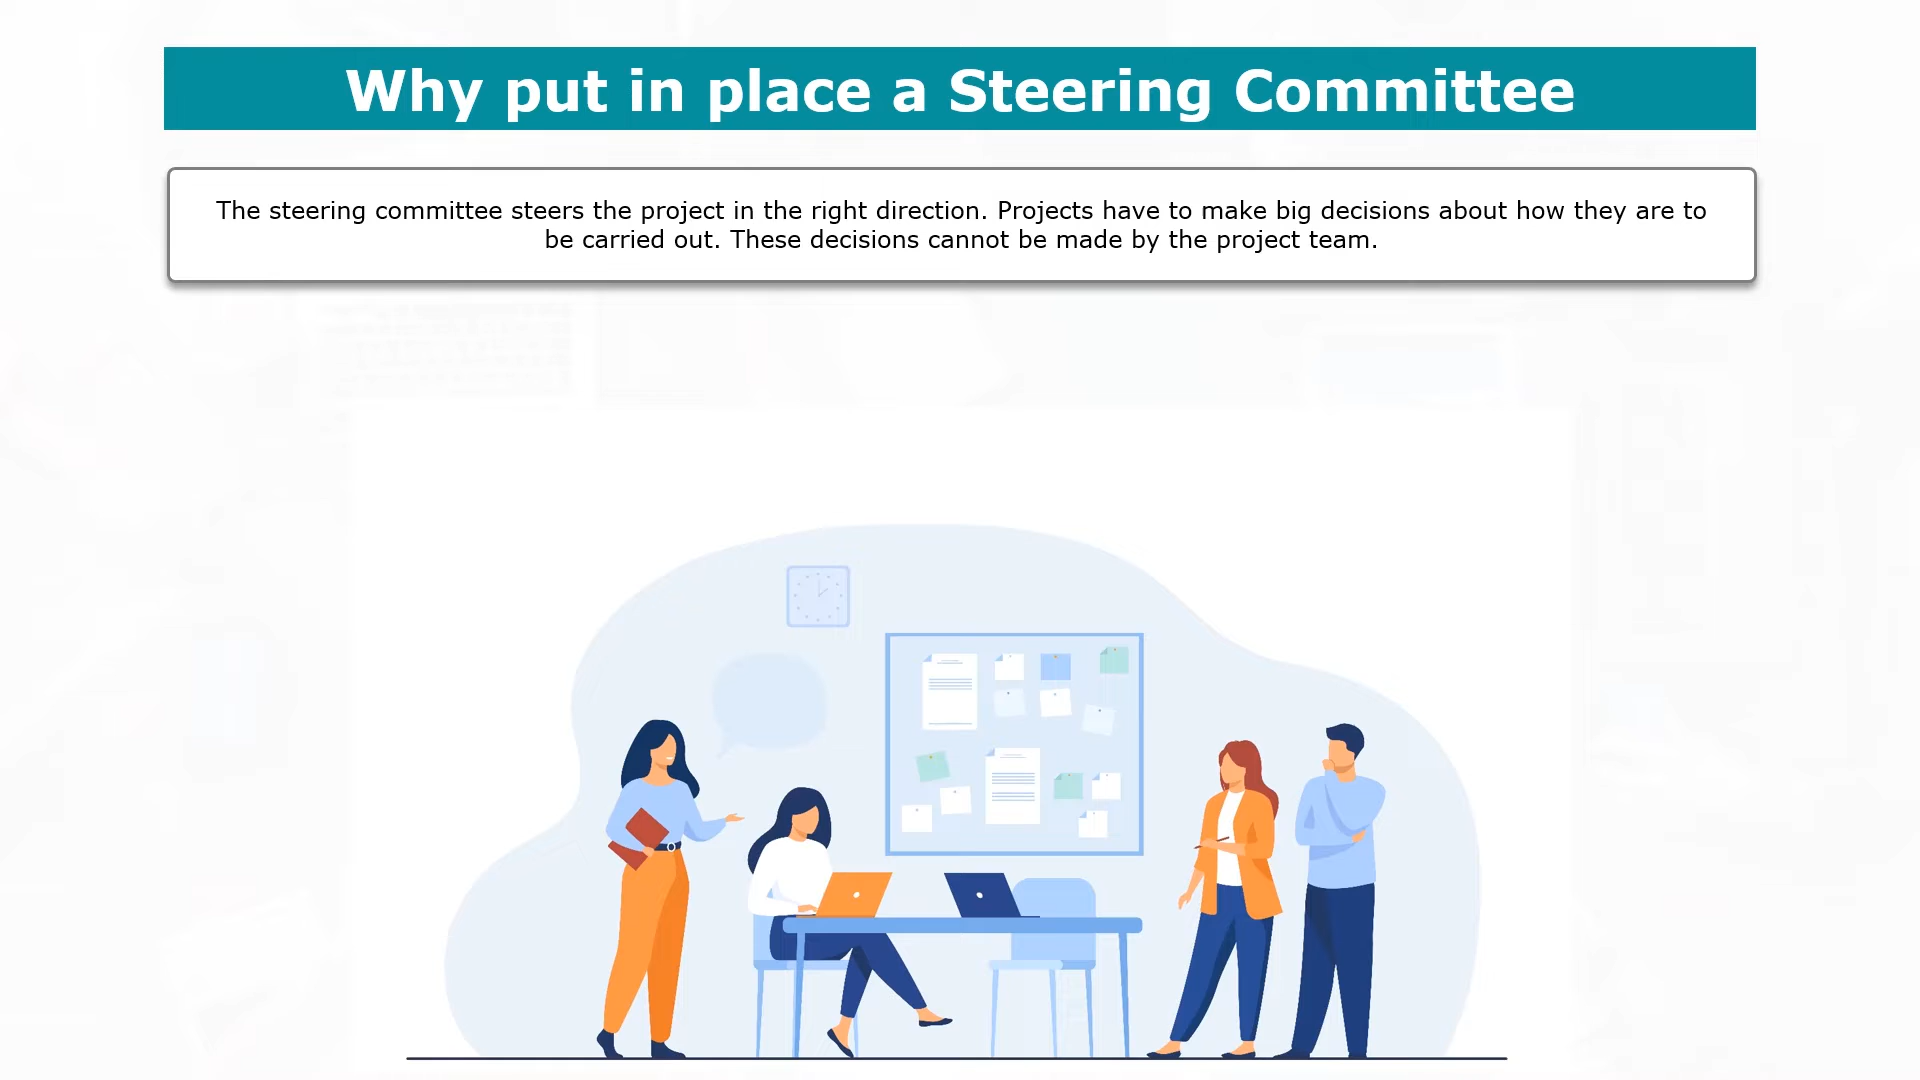 Why put in place a Steering Committee
The steering committee steers the project in the right direction. Projects have to make big decisions about how they are to
be carried out. These decisions cannot be made by the project team.